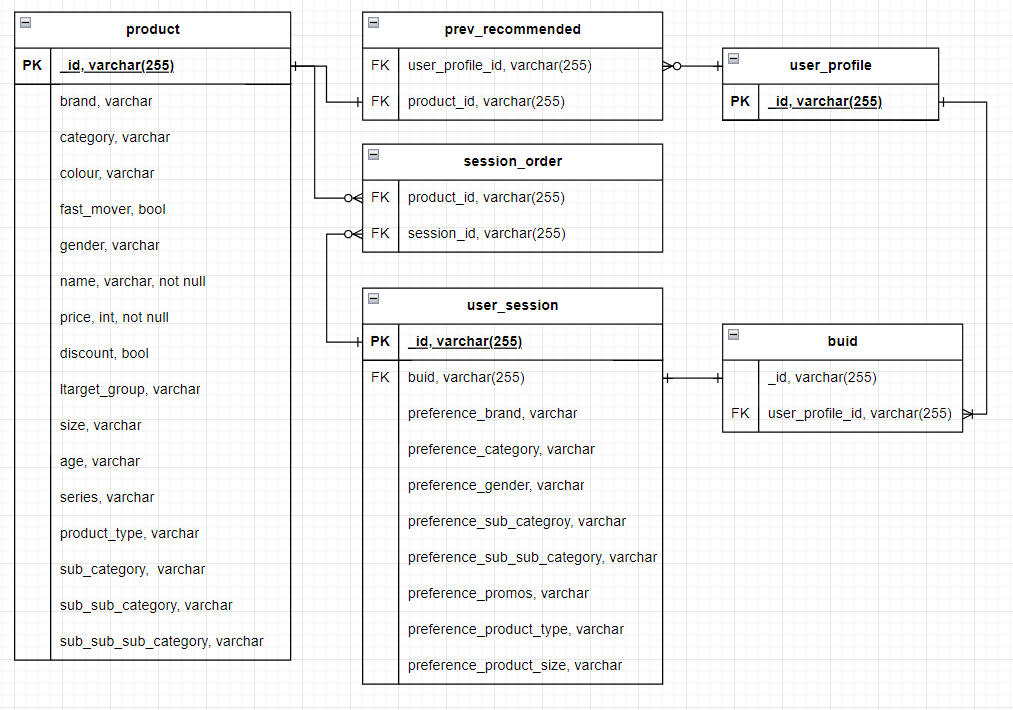 product
PK _id, varchar(255)
brand, varchar
category, varchar
colour, varchar
fast_mover, bool
gender, varchar
name, varchar, not null
price, int, not null
discount, bool
ltarget_group, varchar
size, varchar
age, varchar
series, varchar
product_type, varchar
sub_category, varchar
sub_sub_category, varchar
sub_sub_sub_category, varchar
prev_recommended
FK user_profile_id, varchar(255)
FK product_id, varchar(255)
session_order
FK product_id, varchar(255)
FK session_id, varchar(255)
user_session
PK _id, varchar(255)
FK buid, varchar(255)
preference_brand, varchar
preference_category, varchar
preference_gender, varchar
preference_sub_categroy, varchar
preference_sub_sub_category, varchar
preference_promos, varchar
preference_product_type, varchar
preference_product_size, varchar
user_profile
PK _id, varchar(255)
buid
_id, varchar(255)
FK user_profile_id, varchar(255)